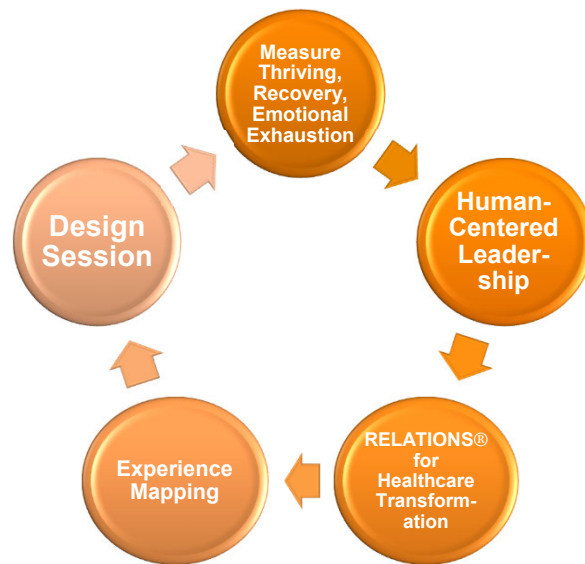 Measure
Thriving,
Recovery,
Emotional
Exhaustion
Human-
Centered
Leader-
ship
RELATIONS®
for
Healthcare
Transform-
ation
Experience
Mapping
Design
Session